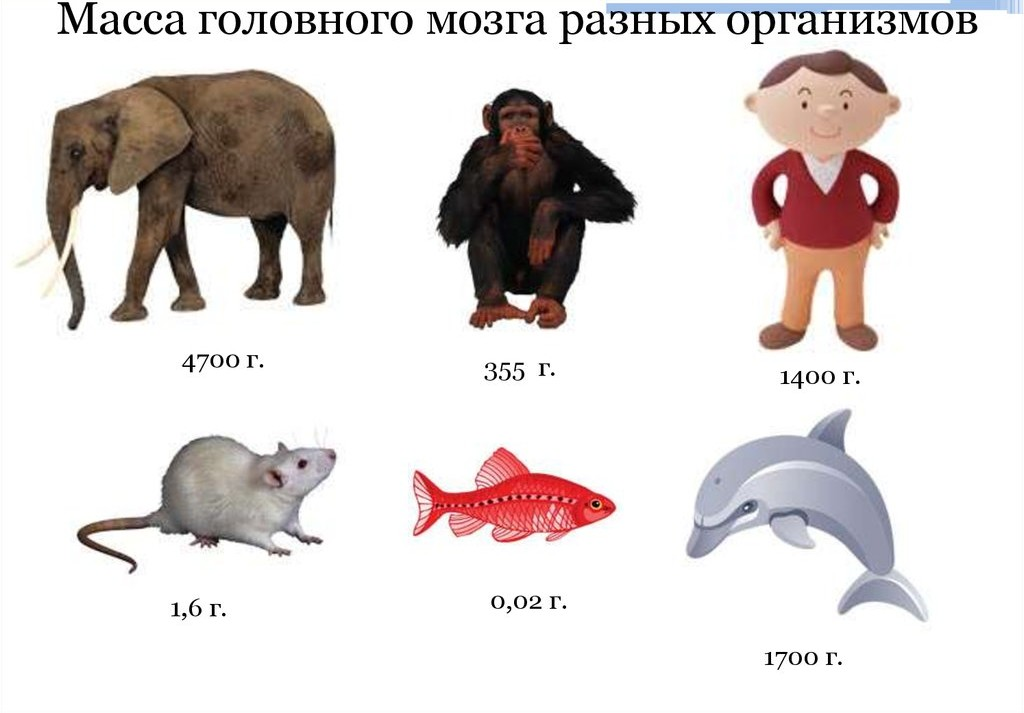 Масса головного мозга разных организмов
4700 г.
355 г.
1400 г.
1,6 г.
0,02 г.
1700 г.